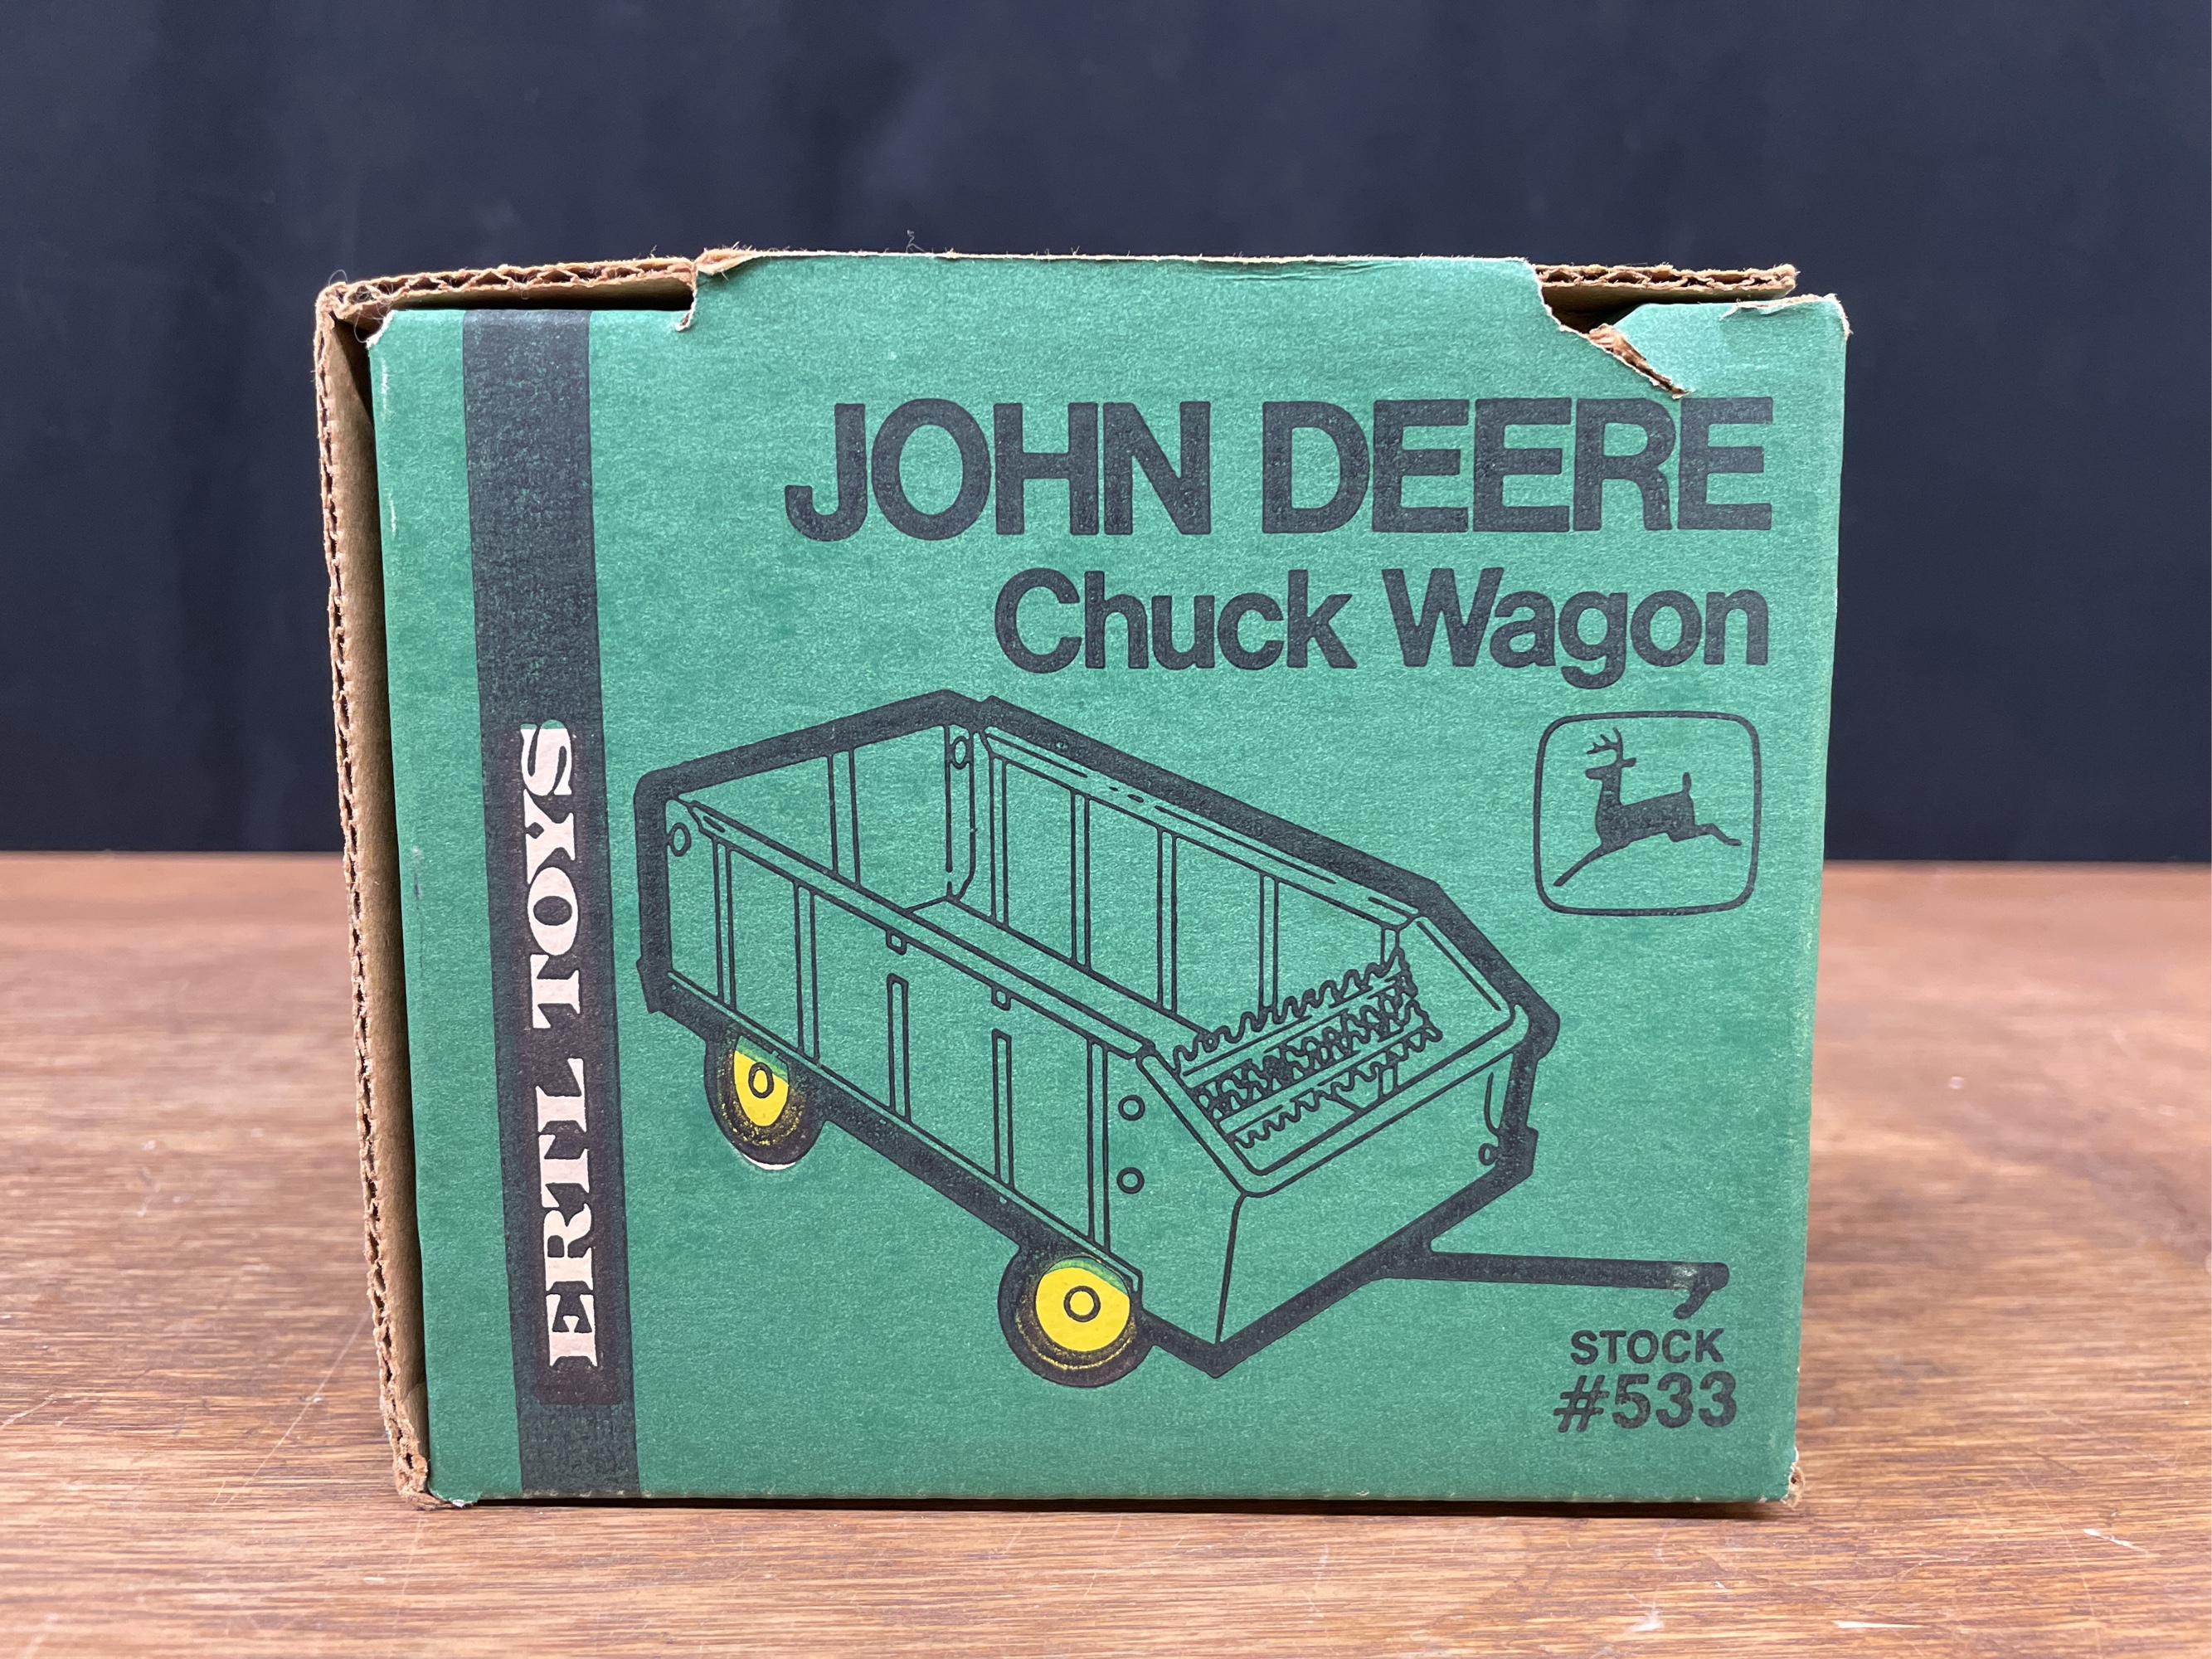 JOHN DEERE
Chuck Wagon
ERTL TOYS
STOCK
#533